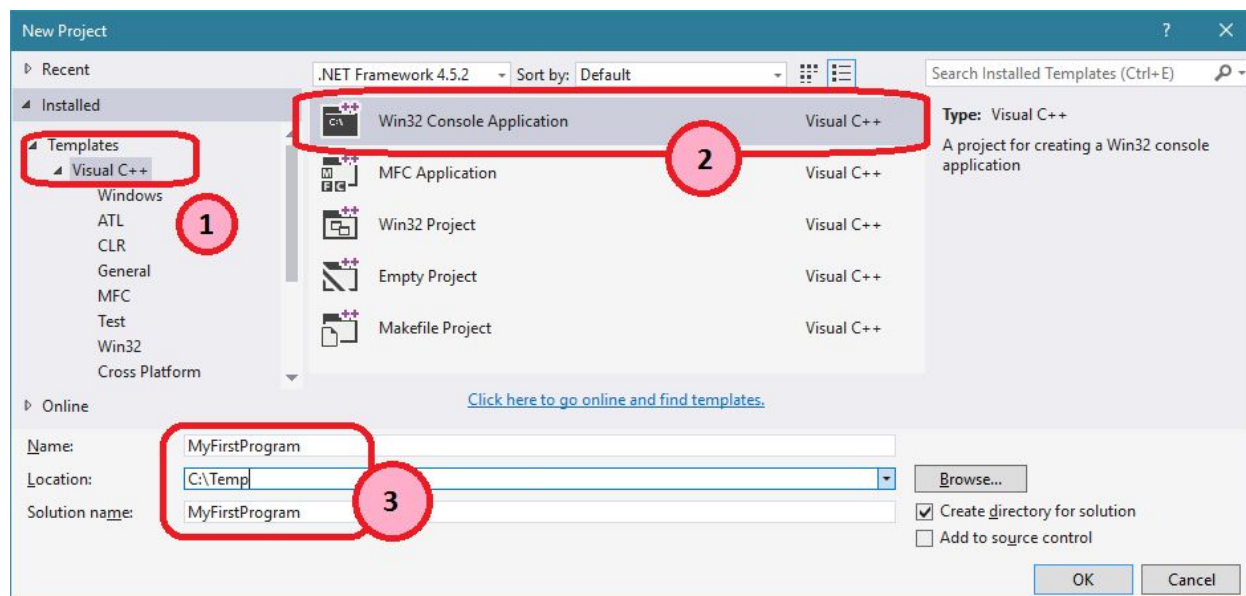 New Project
?
Recent
Installed
Templates
Visual C++
Windows
ATL
CLR
General
MFC
Test
Win32
Cross Platform
Online
1
.NET Framework 4.5.2 Sort by: Default
Win32 Console Application Visual C++
2
MFC Application Visual C++
Win32 Project Visual C++
Empty Project Visual C++
Makefile Project Visual C++
Click here to go online and find templates.
Search Installed Templates (Ctrl+E)
Type: Visual C++
A project for creating a Win32 console
application
Name: MyFirstProgram
Location: C:\Temp
Solution name: MyFirstProgram
3
Browse...
Create directory for solution
Add to source control
OK Cancel